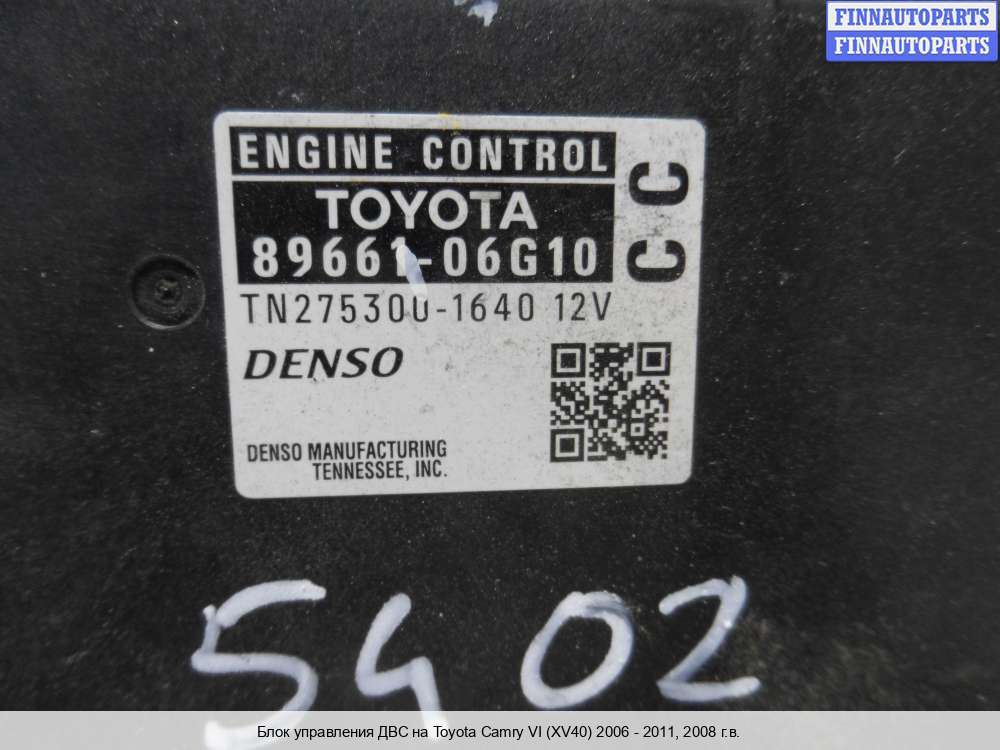 FINNAUTOPARTS
FINNAUTOPARTS
ENGINE CONTROL
TOYOTA
89661-06G10
CC
TN275300-1640 12V
DENSO
DENSO MANUFACTURING
TENNESSEE, INC.
5402
Блок управления ДВС на Toyota Camry VI (XV40) 2006 - 2011, 2008 г.в.